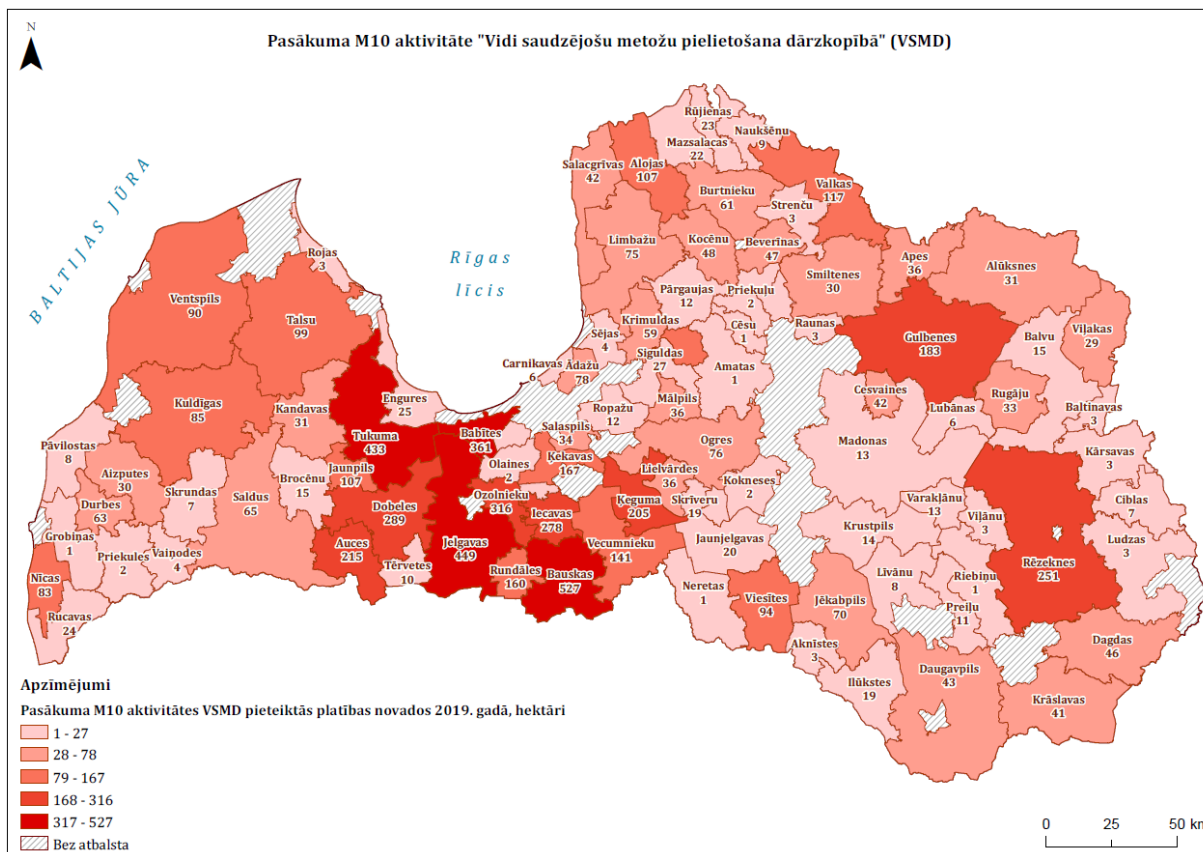 N
Pasākuma M10 aktivitāte "Vidi saudzējošu metožu pielietošana dārzkopībā" (VSMD)
BALTIJAS JŪRA
Rīgas
līcis
Rūjienas
23
Naukšēnu
9
Mazsalacas
22
Salacgrīvas
42
Alojas
107
Burtnieku
61
Valkas
117
Strenču
3
Limbažu
75
Kocēnu
48
Beverīnas
47
Smiltenes
30
Apes
36
Alūksnes
31
Rojas
3
Ventspils
90
Talsu
99
Pārgaujas
12
Priekuļu
2
Krimuldas
59
Sējas
4
Cēsu
1
Raunas
3
Gulbenes
183
Balvu
15
Viļakas
29
Siguldas
27
Amatas
1
Carnikavas
6
Ādažu
78
Kuldīgas
85
Kandavas
31
Engures
25
Mālpils
36
Ropažu
12
Cesvaines
42
Lubānas
6
Rugāju
33
Baltinavas
3
Salaspils
34
Tukuma
433
Babītes
361
Ogres
76
Madonas
13
Pāvilostas
8
Aizputes
30
Olaines
2
Ķekavas
167
Jaunpils
107
Brocēnu
15
Lielvārdes
36
Kārsavas
3
Skrundas
7
Saldus
65
Ozolnieku
316
Kokneses
2
Skrīveru
19
Ķeguma
205
Varakļānu
13
Ciblas
7
Durbes
63
Dobeles
289
Iecavas
278
Viļānu
3
Krustpils
14
Grobiņas
1
Auces
215
Jelgavas
449
Vecumnieku
141
Jaunjelgavas
20
Ludzas
3
Priekules
2
Vaiņodes
4
Tērvetes
10
Rundāles
160
Bauskas
527
Rēzeknes
251
Nīcas
83
Līvānu
8
Riebiņu
1
Neretas
1
Viesītes
94
Jēkabpils
70
Preiļu
11
Rucavas
24
Aknīstes
3
Dagdas
46
Daugavpils
43
Ilūkstes
19
Krāslavas
41
Apzīmējumi
Pasākuma M10 aktivitātes VSMD pieteiktās platības novados 2019. gadā, hektāri
1 - 27
28 - 78
79 - 167
168 - 316
317 - 527
Bez atbalsta
0 25 50 km